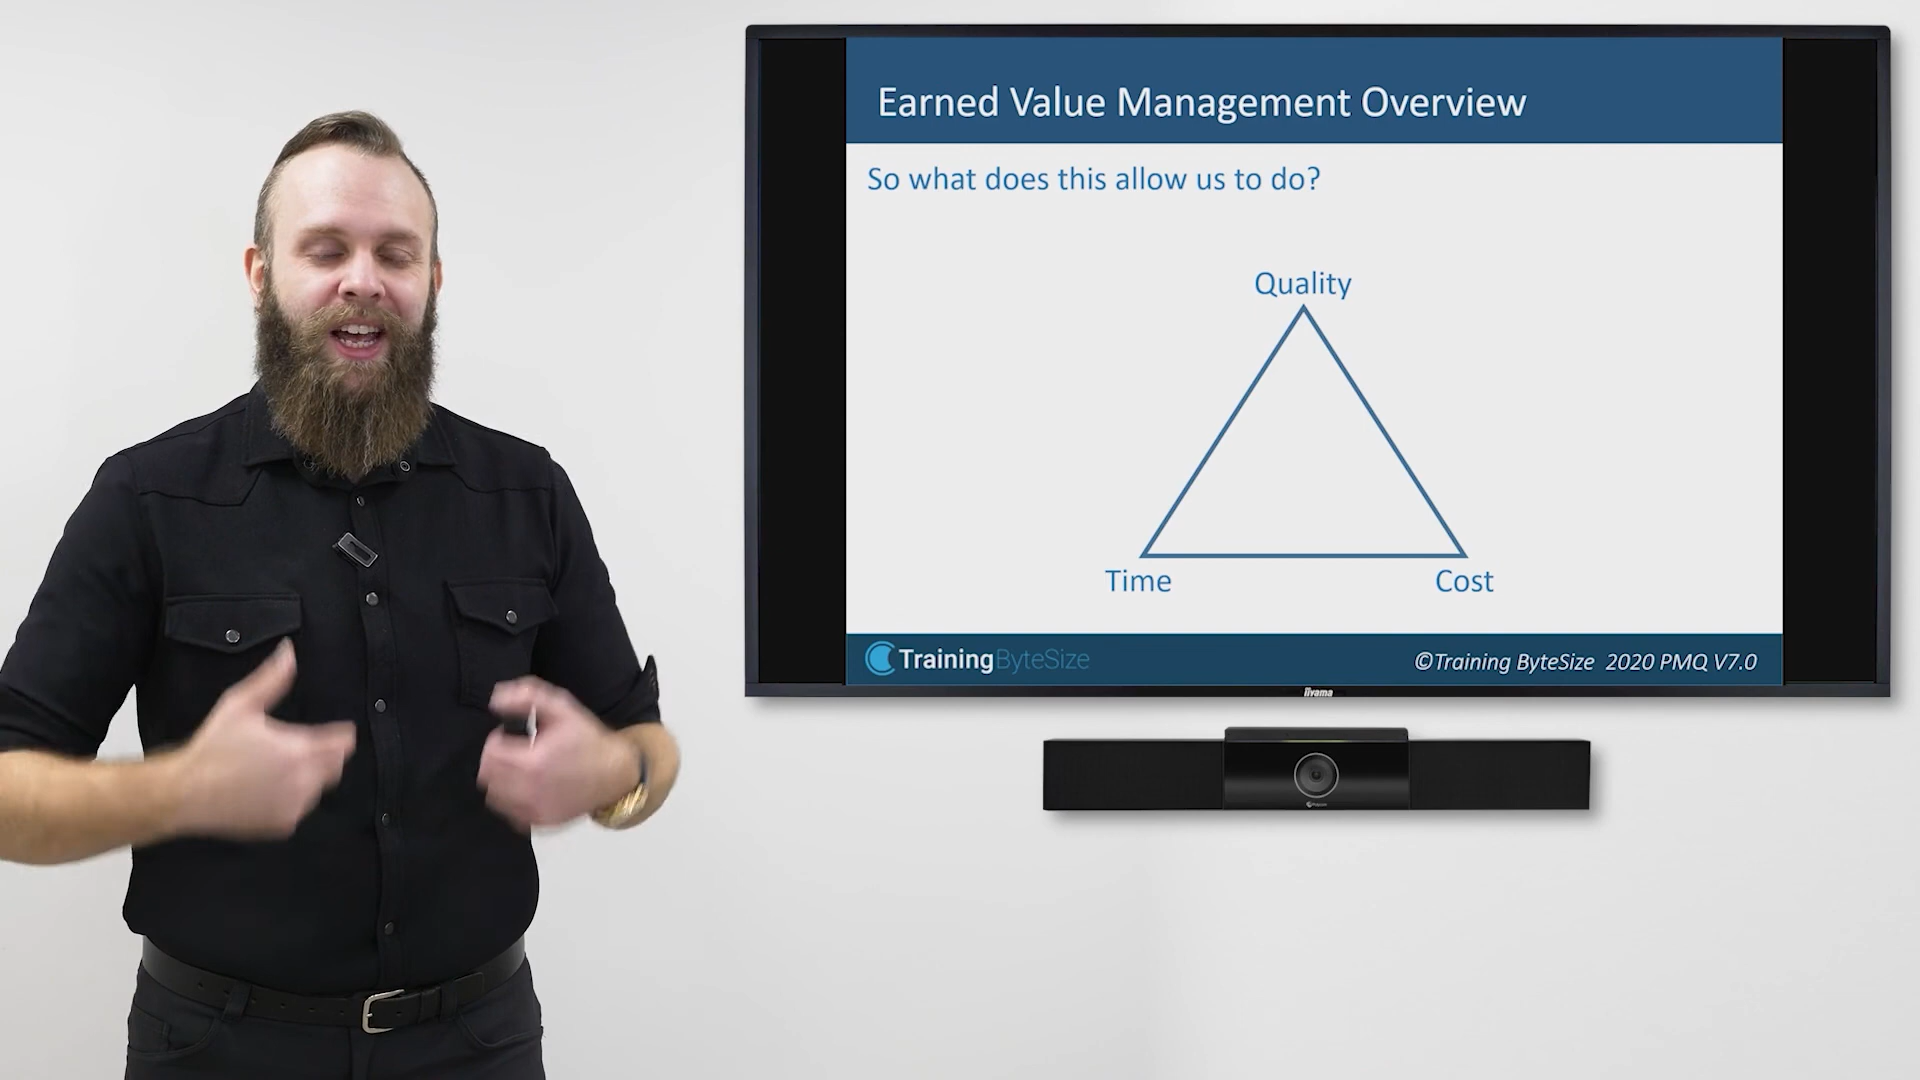 Earned Value Management Overview
So what does this allow us to do?
Quality
Time
Cost
TrainingByteSize
©Training ByteSize 2020 PMQ V7.0
iiyama